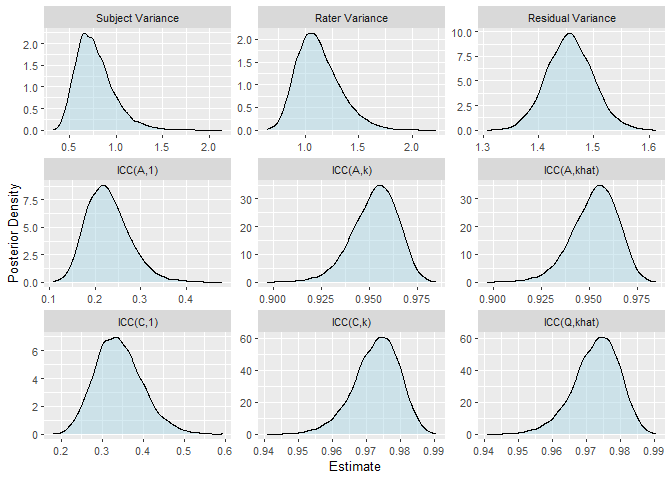 Subject Variance
Rater Variance
Residual Variance
2.0
1.5
1.0
0.5
0.0
0.5 1.0 1.5 2.0
2.0
1.5
1.0
0.5
0.0
1.0 1.5 2.0
10.0
7.5
5.0
2.5
0.0
1.3 1.4 1.5 1.6
Posterior Density
ICC(A,1)
ICC(A,k)
ICC(A,khat)
7.5
5.0
2.5
0.0
0.1 0.2 0.3 0.4
30
20
10
0
0.900 0.925 0.950 0.975
30
20
10
0
0.900 0.925 0.950 0.975
ICC(C,1)
ICC(C,k)
ICC(Q,khat)
6
4
2
0
0.2 0.3 0.4 0.5 0.6
60
40
20
0
0.94 0.95 0.96 0.97 0.98 0.99
60
40
20
0
0.94 0.95 0.96 0.97 0.98 0.99
Estimate